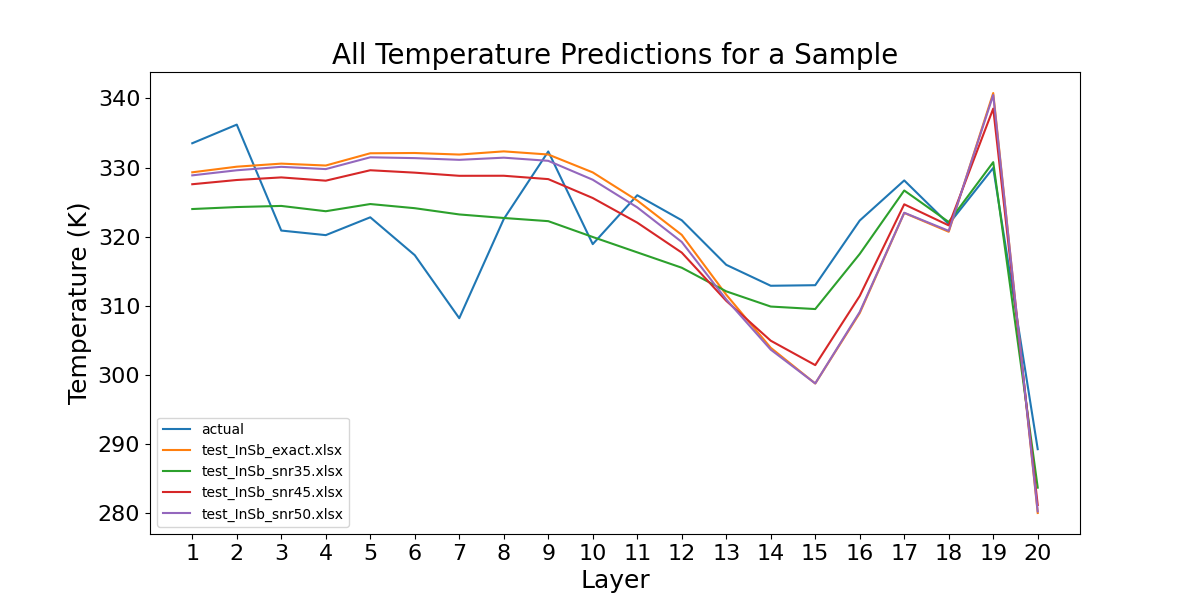 All Temperature Predictions for a Sample
Temperature (K)
340
330
320
310
300
290
280
actual
test_InSb_exact.xlsx
test_InSb_snr35.xlsx
test_InSb_snr45.xlsx
test_InSb_snr50.xlsx
1 2 3 4 5 6 7 8 9 10 11 12 13 14 15 16 17 18 19 20
Layer